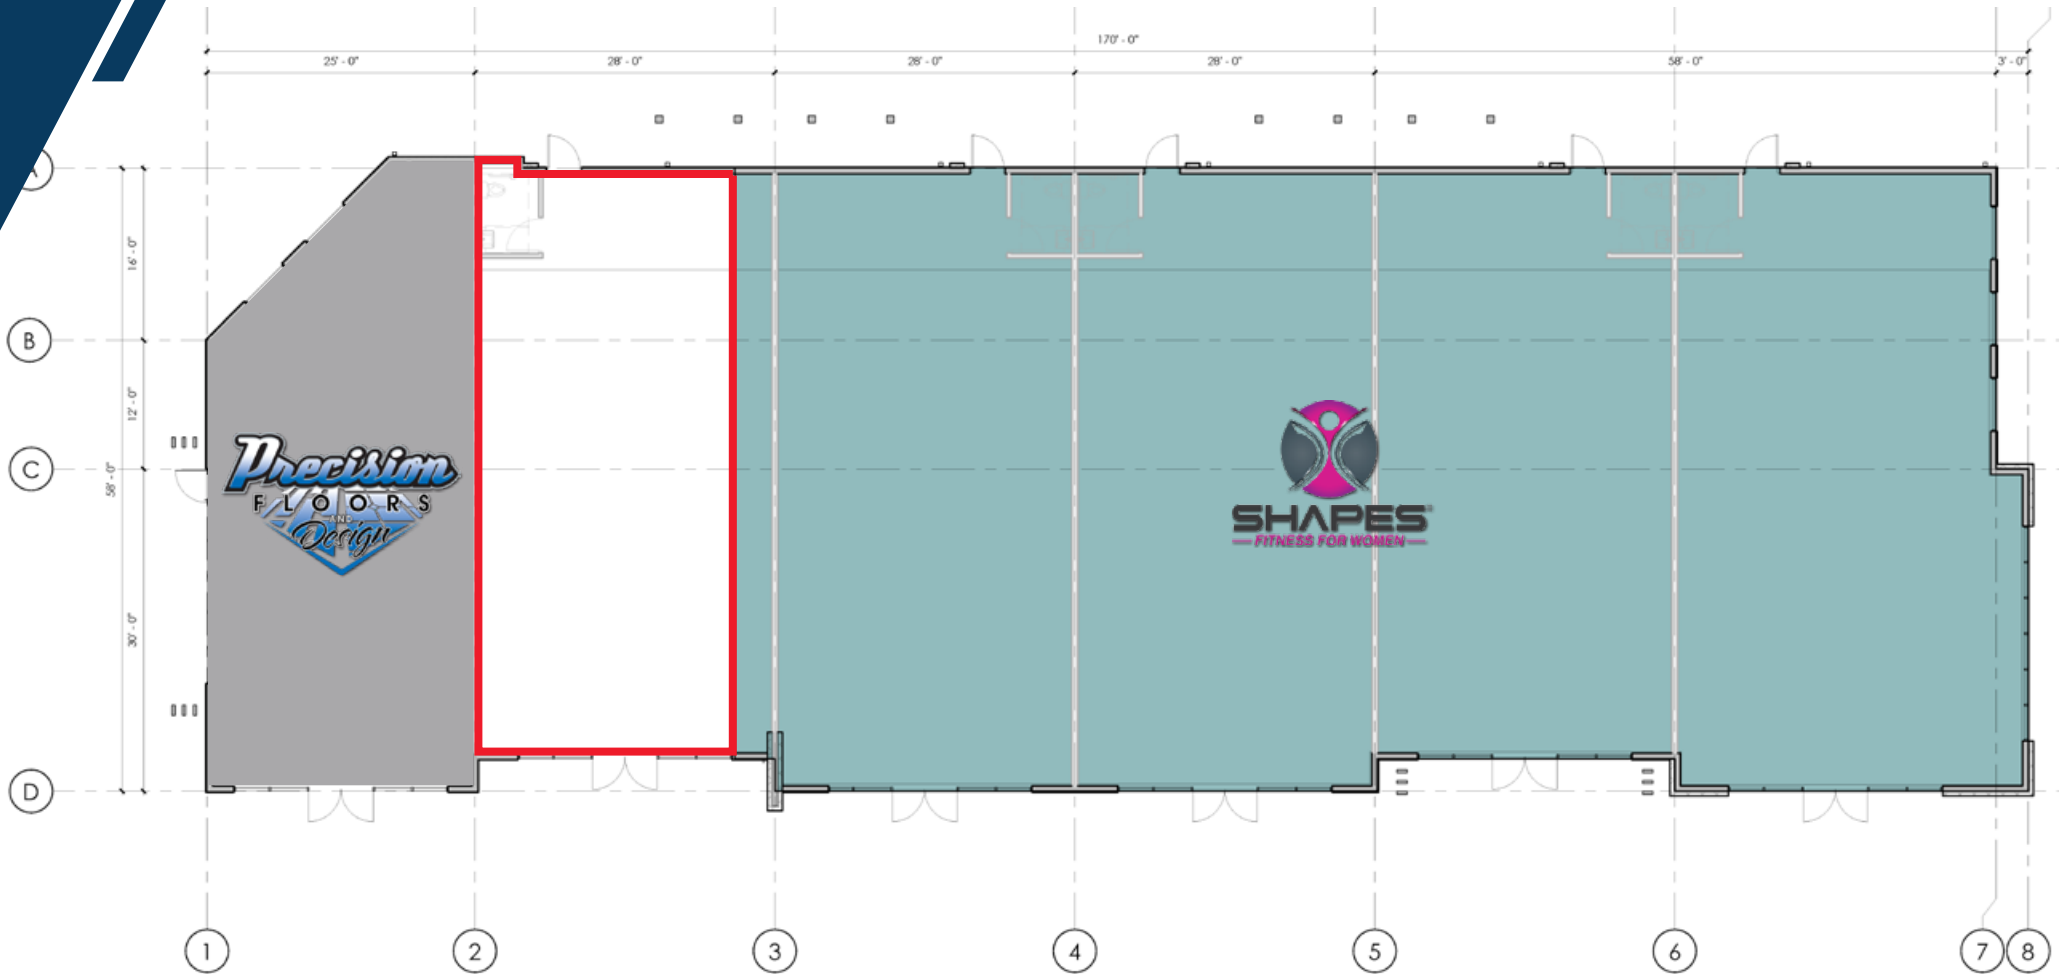 170' - 0"
25' - 0" 28' - 0" 28' - 0" 28' - 0" 58' - 0" 3' - 0"
A
16' - 0"
B
12' - 0"
C
58' - 0"
30' - 0"
D
Precision
FLOORS
AND
Design
SHAPES
FITNESS FOR WOMEN
1 2 3 4 5 6 7 8